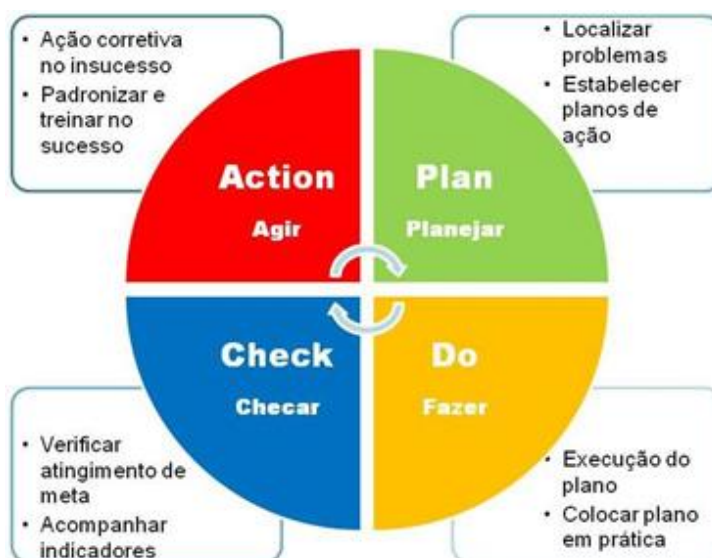 • Ação corretiva
no insucesso
• Padronizar e
treinar no
sucesso
• Localizar
problemas
• Estabelecer
planos de
ação
Action
Agir
Plan
Planejar
Check
Checar
Do
Fazer
• Verificar
atingimento de
meta
• Acompanhar
indicadores
• Execução do
plano
• Colocar plano
em prática